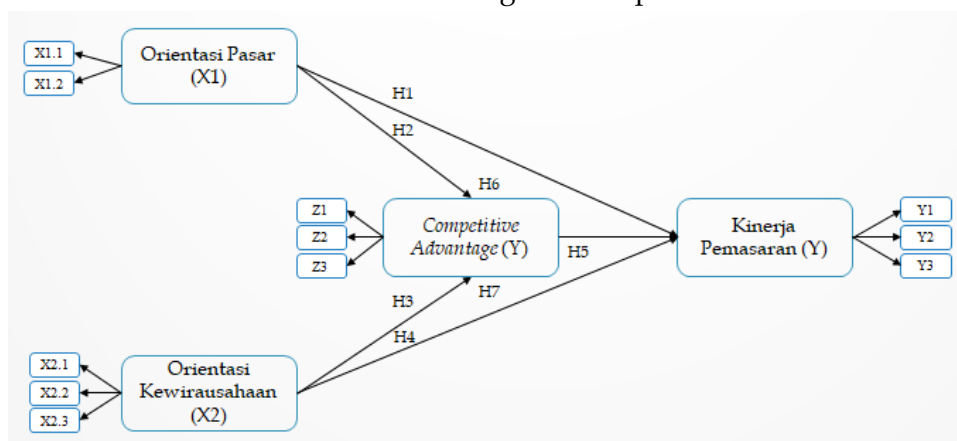 X1.1
X1.2
Orientasi Pasar
(X1)
H1
H2
H6
Z1
Z2
Z3
Competitive
Advantage (Y)
H5
Kinerja
Pemasaran (Y)
Y1
Y2
Y3
H3
H7
H4
X2.1
X2.2
X2.3
Orientasi
Kewirausahaan
(X2)